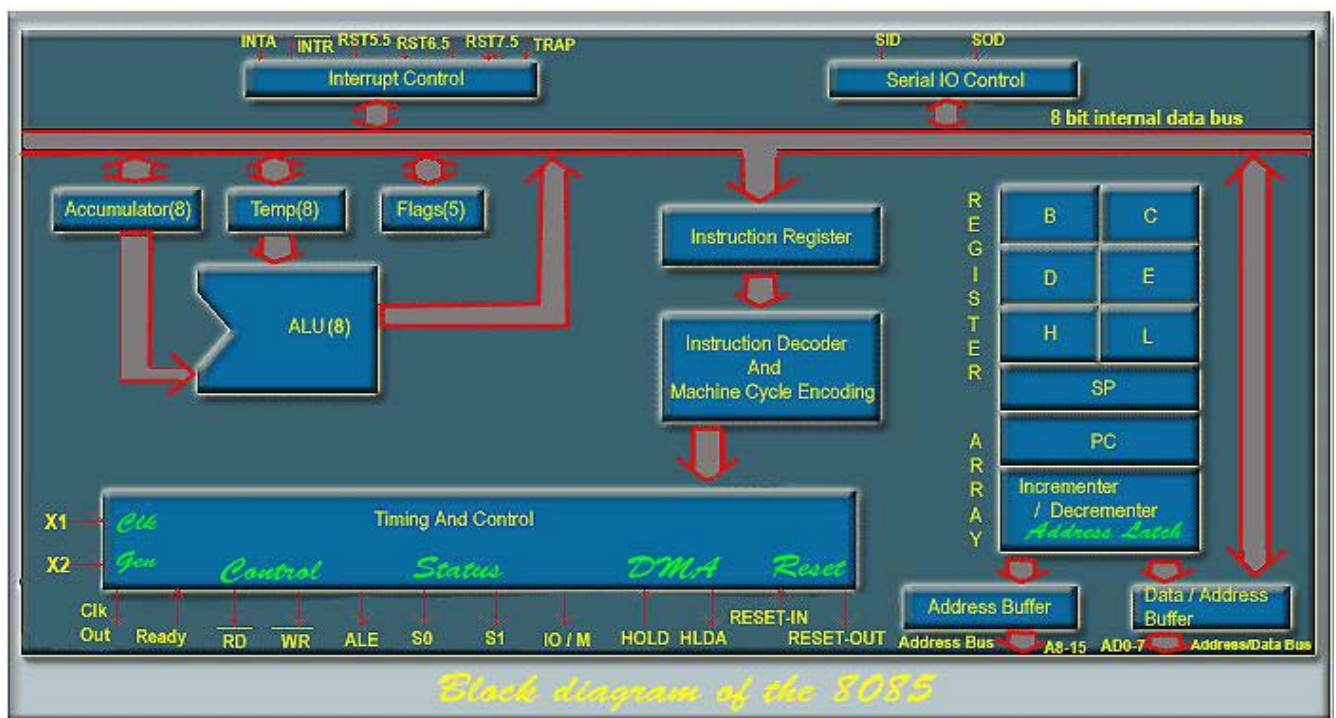 INTA INTR RST5.5 RST6.5 RST7.5 TRAP
SID SOD
Interrupt Control
Serial IO Control
8 bit internal data bus
Accumulator(8)
Temp(8)
Flags(5)
ALU(8)
Instruction Register
Instruction Decoder
And
Machine Cycle Encoding
REGISTER ARRAY
B C
D E
H L
SP
PC
Incrementer
/ Decrementer
Address Latch
X1
X2
Clk
Gen
Timing And Control
Control Status DMA Reset
Clk
Out
Ready RD WR ALE S0 S1 IO / M HOLD HLDA
RESET-IN
RESET-OUT
Address Buffer
Data / Address
Buffer
Address Bus A8-15 AD0-7 Address/Data Bus
Block diagram of the 8085